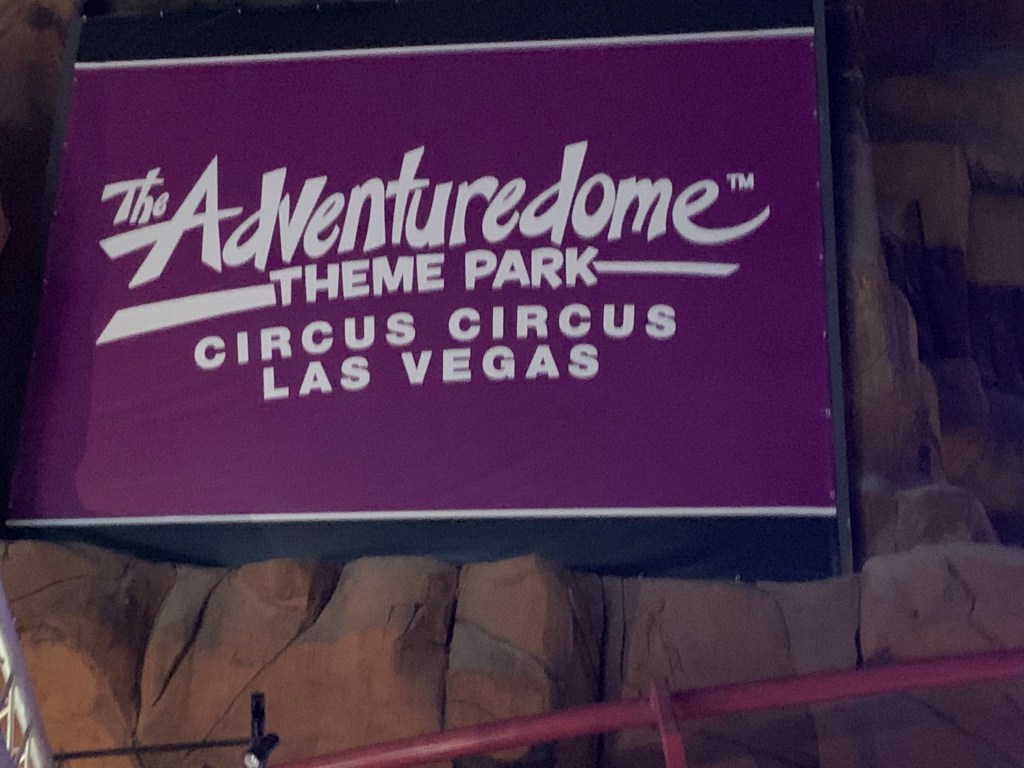 The Adventuredome™
THEME PARK
CIRCUS CIRCUS
LAS VEGAS